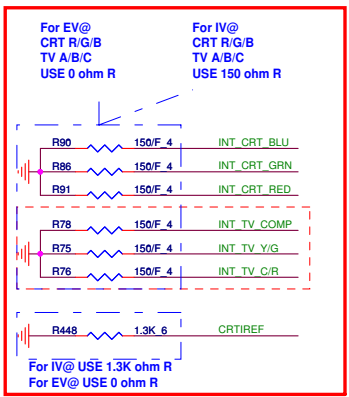 For EV@
CRT R/G/B
TV A/B/C
USE 0 ohm R
For IV@
CRT R/G/B
TV A/B/C
USE 150 ohm R
R90 150/F_4 INT_CRT_BLU
R86 150/F_4 INT_CRT_GRN
R91 150/F_4 INT_CRT_RED
R78 150/F_4 INT_TV_COMP
R75 150/F_4 INT_TV_Y/G
R76 150/F_4 INT_TV_C/R
R448 1.3K_6 CRTIREF
For IV@ USE 1.3K ohm R
For EV@ USE 0 ohm R